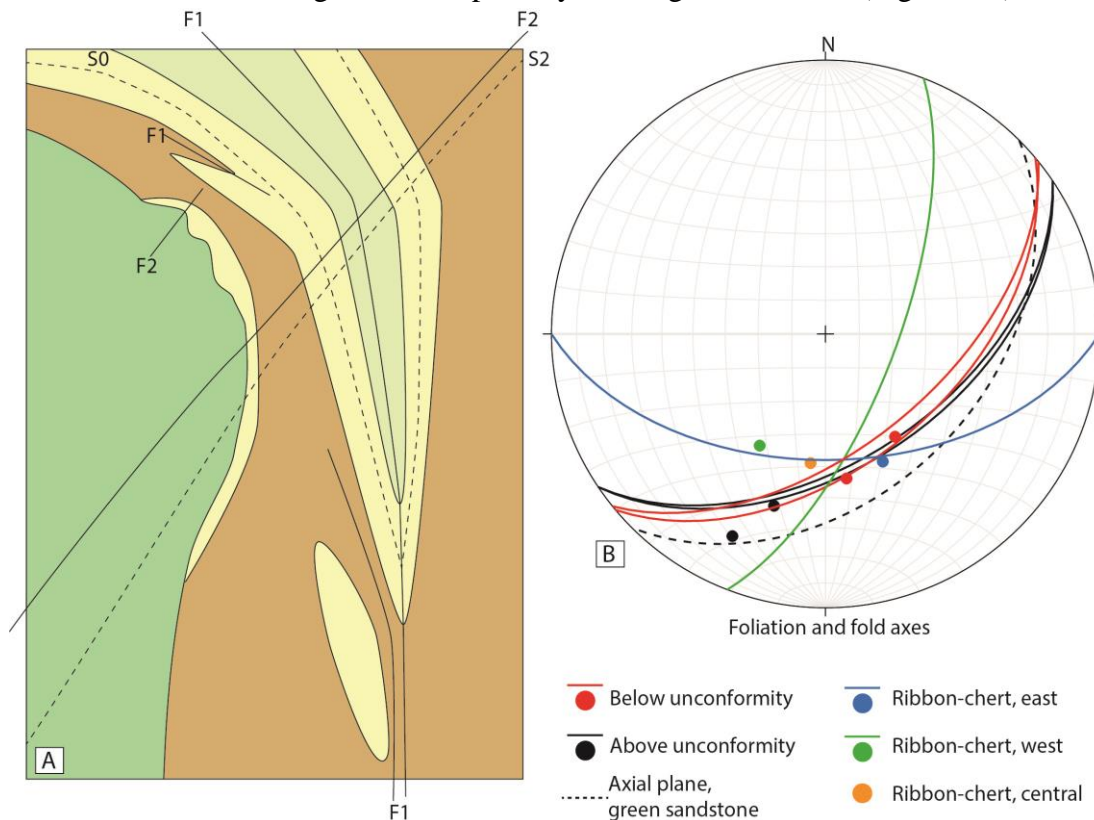 F1
F2
S0
S2
F1
F2
A
F1
N
B
Foliation and fold axes
Below unconformity
Ribbon-chert, east
Above unconformity
Ribbon-chert, west
Axial plane,
green sandstone
Ribbon-chert, central